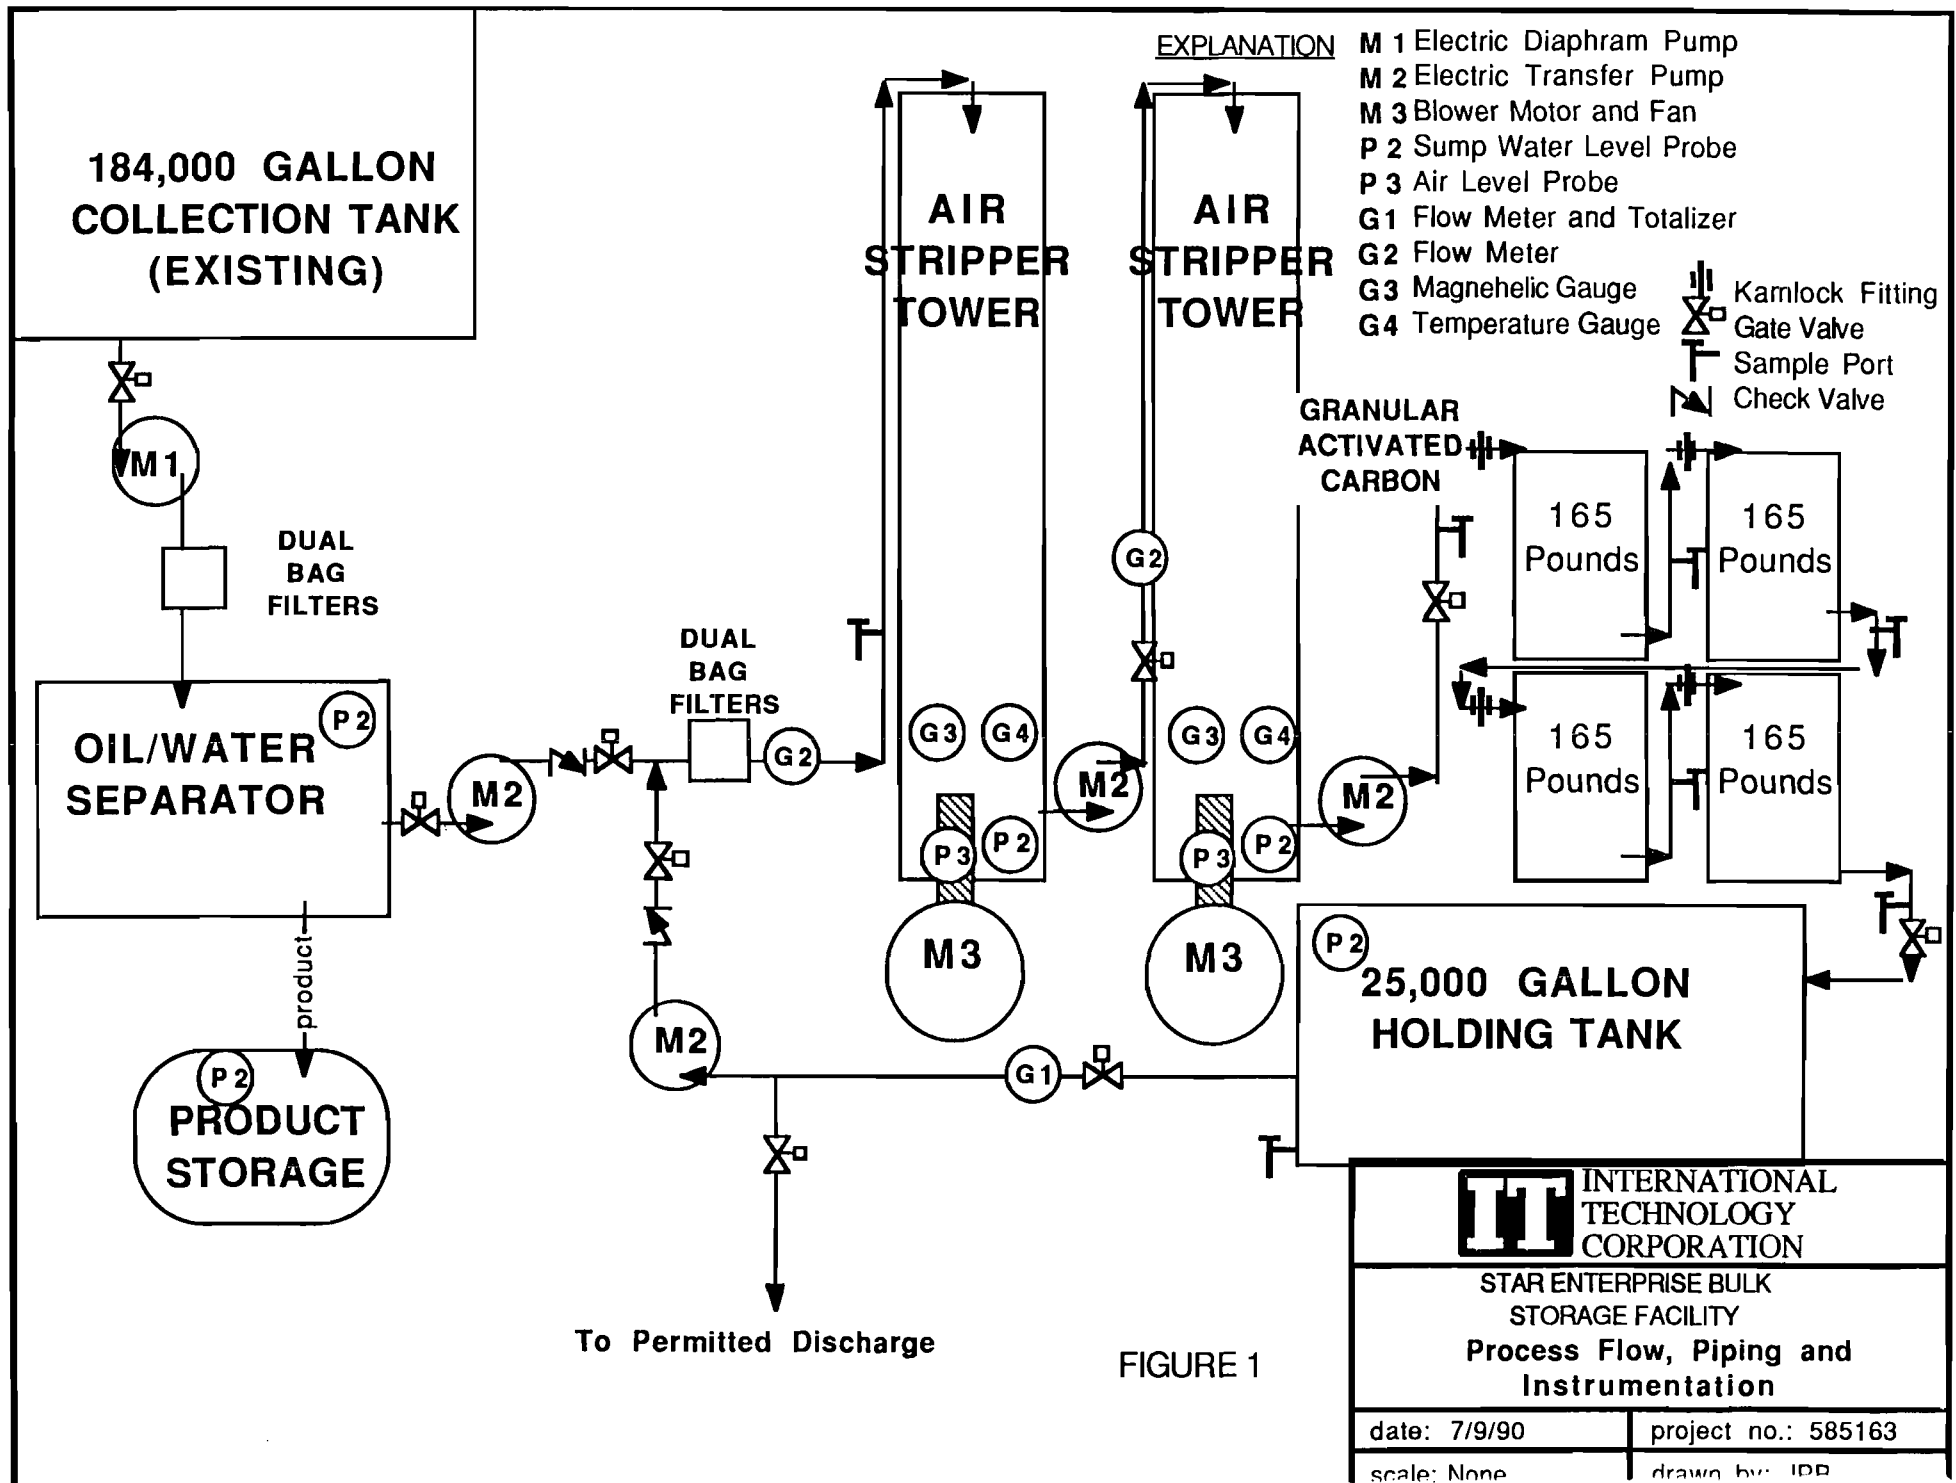 184,000 GALLON
COLLECTION TANK
(EXISTING)
M1
DUAL
BAG
FILTERS
OIL/WATER
SEPARATOR
P2
product
P2
PRODUCT
STORAGE
M2
DUAL
BAG
FILTERS
G2
M2
AIR
STRIPPER
TOWER
G3
G4
P3
P2
M3
M2
G2
AIR
STRIPPER
TOWER
G3
G4
P3
P2
M3
M2
EXPLANATION
M 1 Electric Diaphram Pump
M 2 Electric Transfer Pump
M 3 Blower Motor and Fan
P 2 Sump Water Level Probe
P 3 Air Level Probe
G1 Flow Meter and Totalizer
G2 Flow Meter
G3 Magnehelic Gauge
G4 Temperature Gauge
Kamlock Fitting
Gate Valve
Sample Port
Check Valve
GRANULAR
ACTIVATED
CARBON
165
Pounds
165
Pounds
165
Pounds
165
Pounds
P2
25,000 GALLON
HOLDING TANK
G1
To Permitted Discharge
FIGURE 1
IT
INTERNATIONAL
TECHNOLOGY
CORPORATION
STAR ENTERPRISE BULK
STORAGE FACILITY
Process Flow, Piping and
Instrumentation
date: 7/9/90
project no.: 585163
scale: None
drawn by: